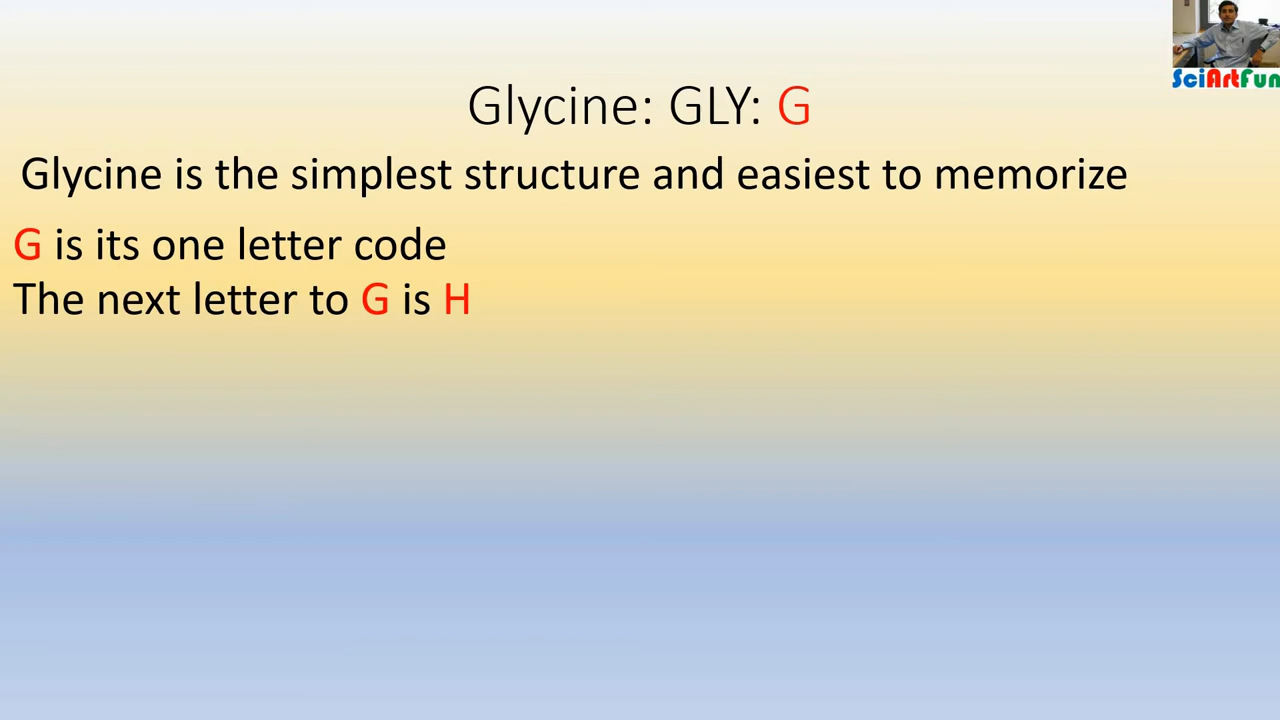 SciArtFun
Glycine: GLY: G
Glycine is the simplest structure and easiest to memorize
G is its one letter code
The next letter to G is H